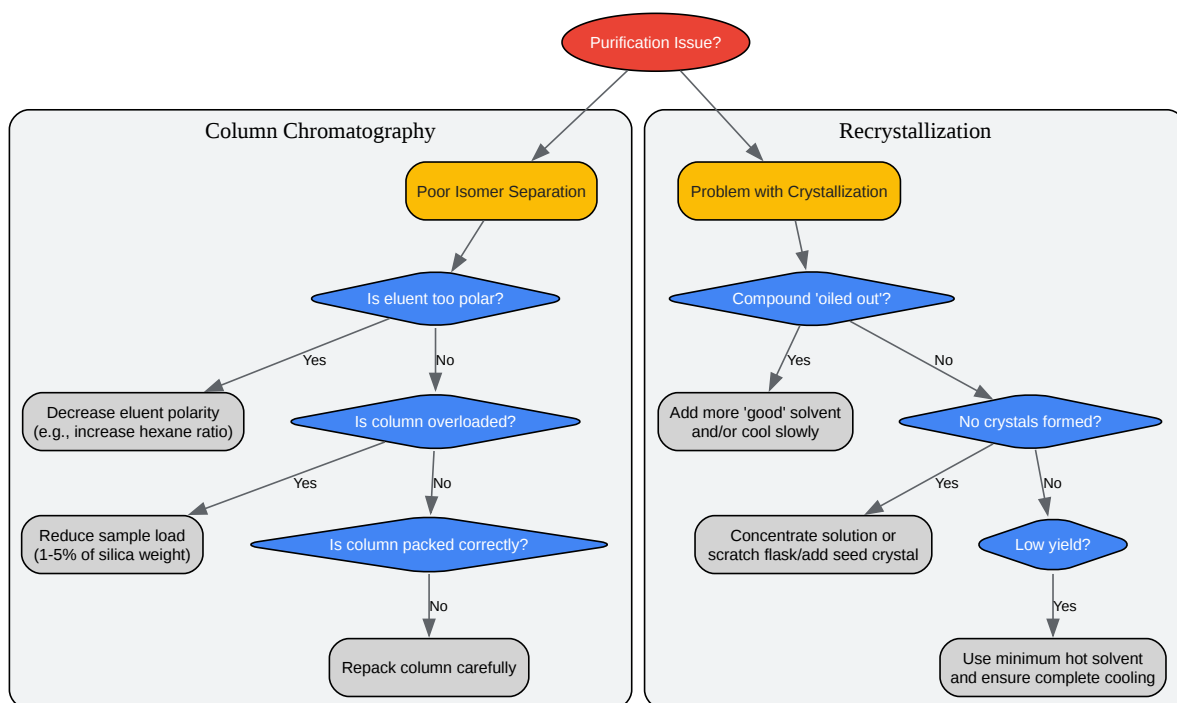 Purification Issue?
Column Chromatography
Poor Isomer Separation
Is eluent too polar?
Yes
No
Decrease eluent polarity
(e.g., increase hexane ratio)
Is column overloaded?
Yes
No
Reduce sample load
(1-5% of silica weight)
Is column packed correctly?
No
Repack column carefully
Recrystallization
Problem with Crystallization
Compound 'oiled out'?
Yes
No
Add more 'good' solvent
and/or cool slowly
No crystals formed?
Yes
No
Concentrate solution or
scratch flask/add seed crystal
Low yield?
Yes
Use minimum hot solvent
and ensure complete cooling